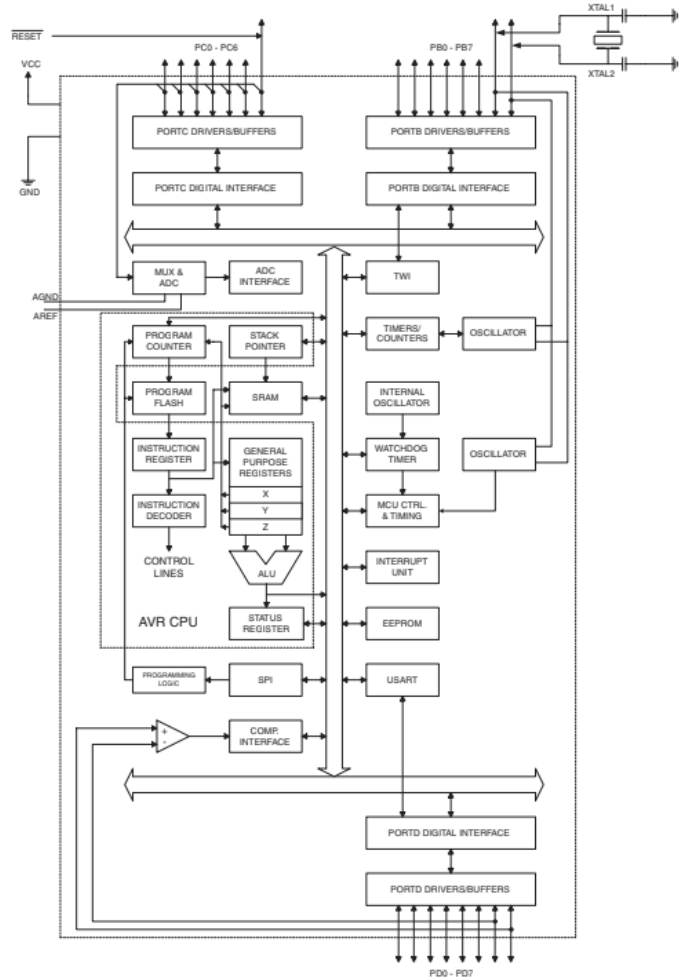 XTAL1
RESET
PC0 - PC6
PB0 - PB7
VCC
XTAL2
PORTC DRIVERS/BUFFERS
PORTB DRIVERS/BUFFERS
PORTC DIGITAL INTERFACE
PORTB DIGITAL INTERFACE
GND
MUX &
ADC
ADC
INTERFACE
TWI
AGND
AREF
PROGRAM
COUNTER
STACK
POINTER
TIMERS/
COUNTERS
OSCILLATOR
PROGRAM
FLASH
SRAM
INTERNAL
OSCILLATOR
INSTRUCTION
REGISTER
GENERAL
PURPOSE
REGISTERS
WATCHDOG
TIMER
OSCILLATOR
X
INSTRUCTION
DECODER
Y
MCU CTRL.
& TIMING
Z
CONTROL
LINES
ALU
INTERRUPT
UNIT
AVR CPU
STATUS
REGISTER
EEPROM
PROGRAMMING
LOGIC
SPI
USART
+
-
COMP.
INTERFACE
PORTD DIGITAL INTERFACE
PORTD DRIVERS/BUFFERS
PD0 - PD7